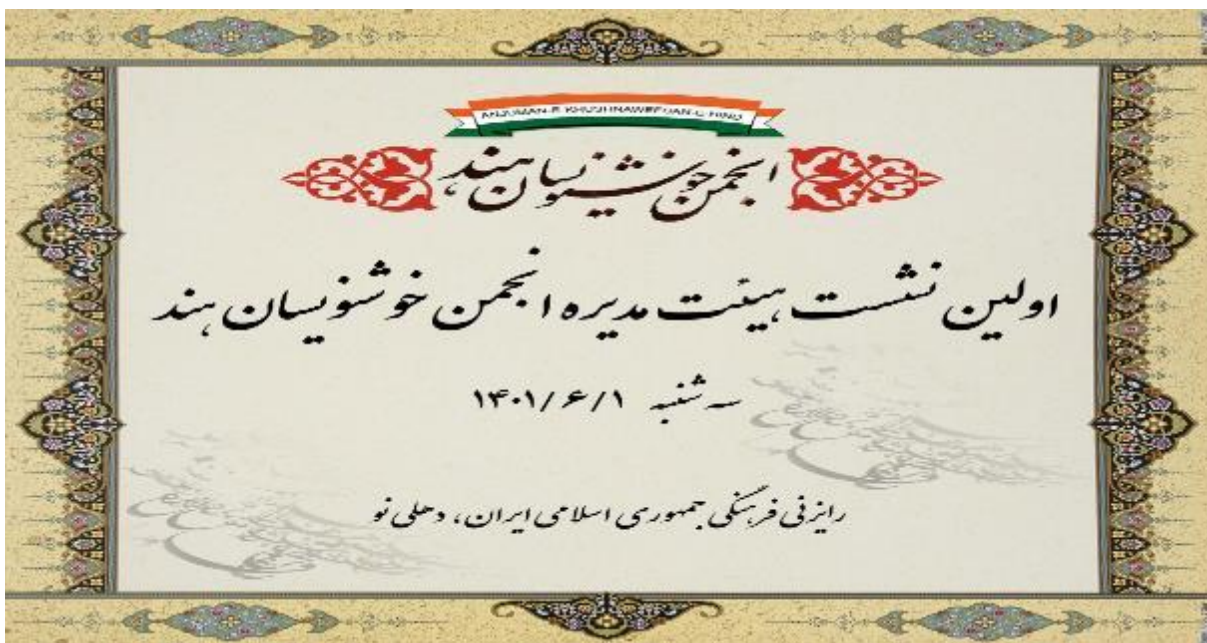 ANJUMAN-E-KHUSHNAWEESAN-E-HIND
انجمن خوشنویسان هند
اولین نشست هیئت مدیره انجمن خوشنویسان هند
سه شنبه ۱۴۰۱/۶/۱
رایزنی فرهنگی جمهوری اسلامی ایران، دهلی نو